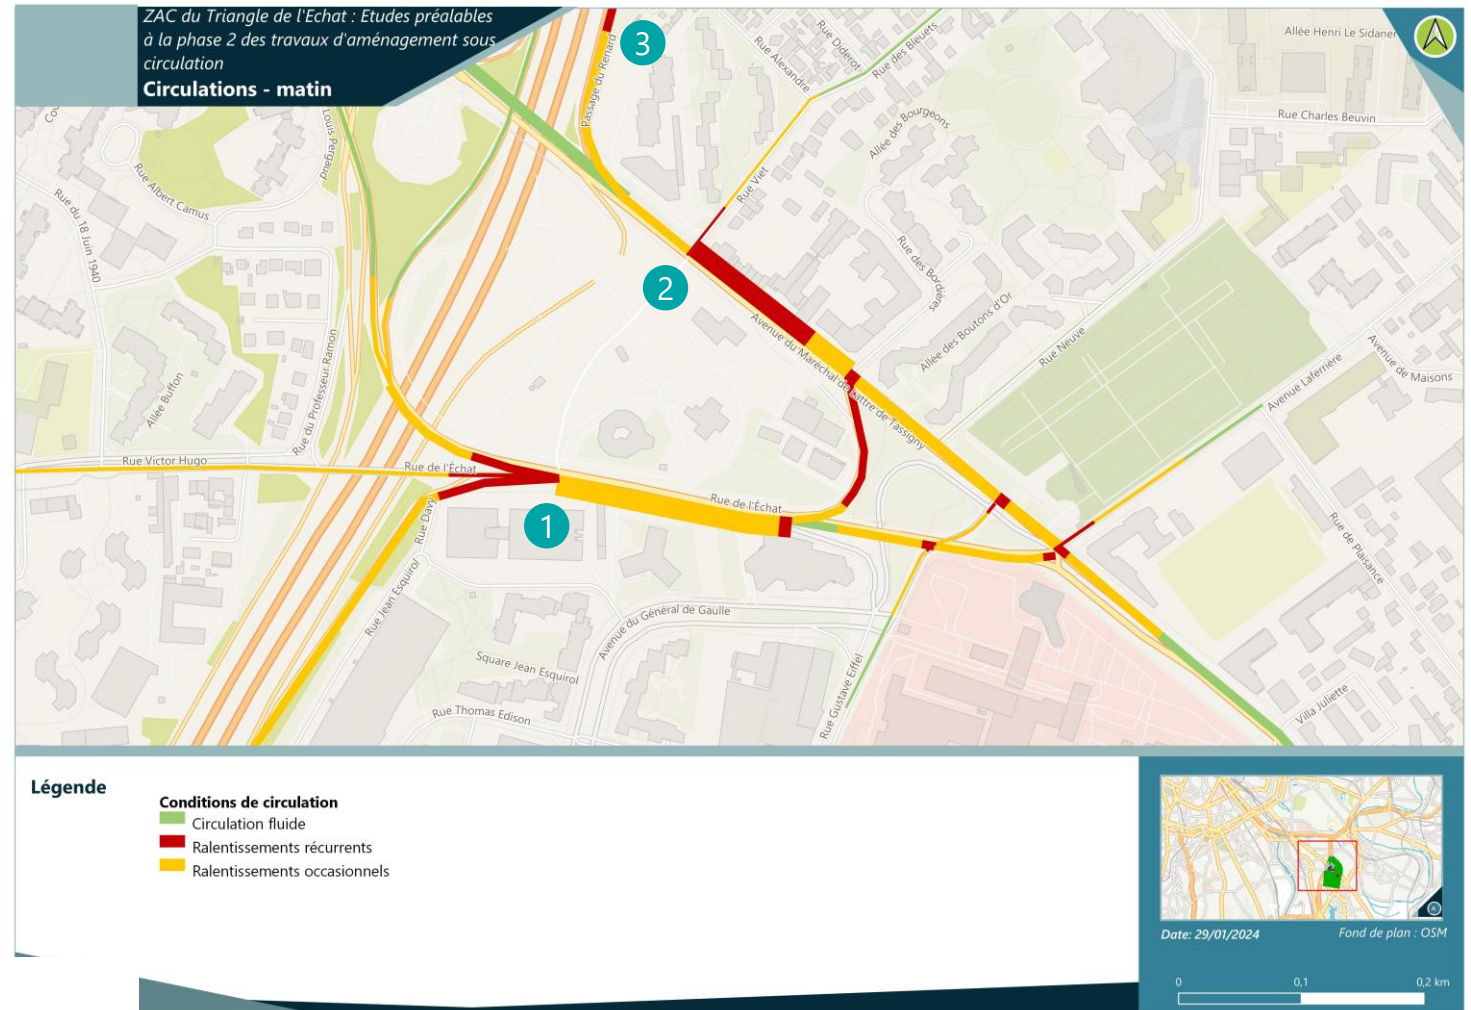 ZAC du Triangle de l'Echat : Etudes préalables
à la phase 2 des travaux d'aménagement sous
circulation
Circulations - matin
3
Passage du Renard
Rue Alexandre
Rue Diderot
Rue des Bleuets
Allée Henri Le Sidaner
Rue Charles Beuvin
Allée des Bourgeons
Louis Pergaud
Rue Albert Camus
Rue du 18 Juin 1940
Rue Viet
Rue des Bordières
2
Avenue du Maréchal de Lattre de Tassigny
Allée des Boutons d'Or
Rue Neuve
Avenue Laferrière
Avenue de Maisons
Allée Buffon
Rue du Professeur Ramon
Rue Victor Hugo
Rue de l'Échat
Rue de l'Échat
1
Rue Davy
Rue Jean Esquirol
Rue de Plaisance
Avenue du Général de Gaulle
Square Jean Esquirol
Rue Gustave Eiffel
Rue Thomas Edison
Villa Juliette
Légende
Conditions de circulation
Circulation fluide
Ralentissements récurrents
Ralentissements occasionnels
Date: 29/01/2024
Fond de plan : OSM
0 0,1 0,2 km